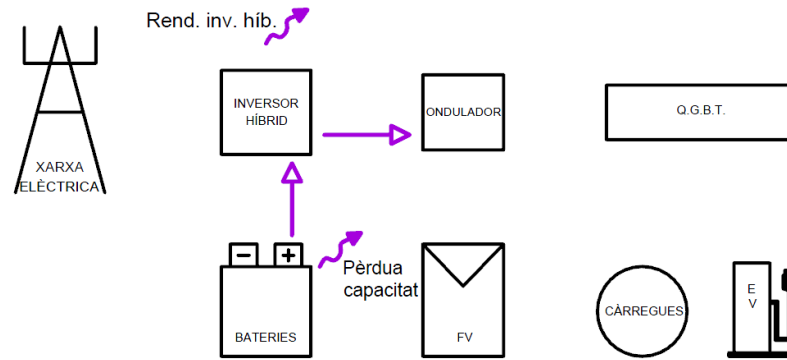 Rend. inv. híb.
INVERSOR
HÍBRID
ONDULADOR
Q.G.B.T.
XARXA
ELÈCTRICA
Pèrdua
capacitat
BATERIES
FV
CÀRREGUES
E
V